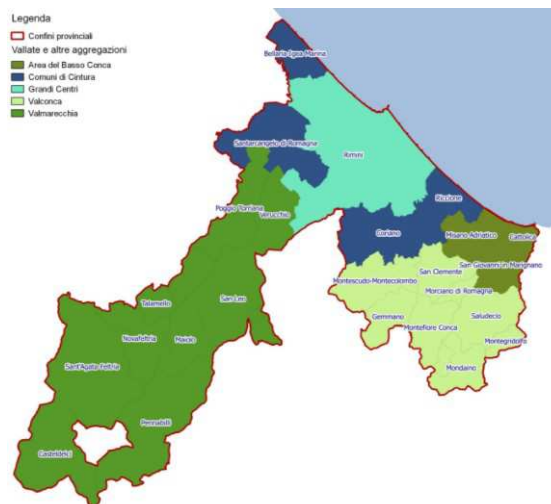 Legenda
Confini provinciali
Vallate e altre aggregazioni
Area del Basso Conca
Comuni di Cintura
Grandi Centri
Valconca
Valmarecchia
Bellaria-Igea Marina
Santarcangelo di Romagna
Rimini
Poggio Torriana
Verucchio
Riccione
Coriano
Misano Adriatico
Cattolica
San Giovanni in Marignano
San Clemente
Montescudo-Montecolombo
Morciano di Romagna
Gemmano
Saludecio
Montefiore Conca
Montegridolfo
Mondaino
Talamello
San Leo
Novafeltria
Maiolo
Sant'Agata Feltria
Pennabilli
Casteldelci